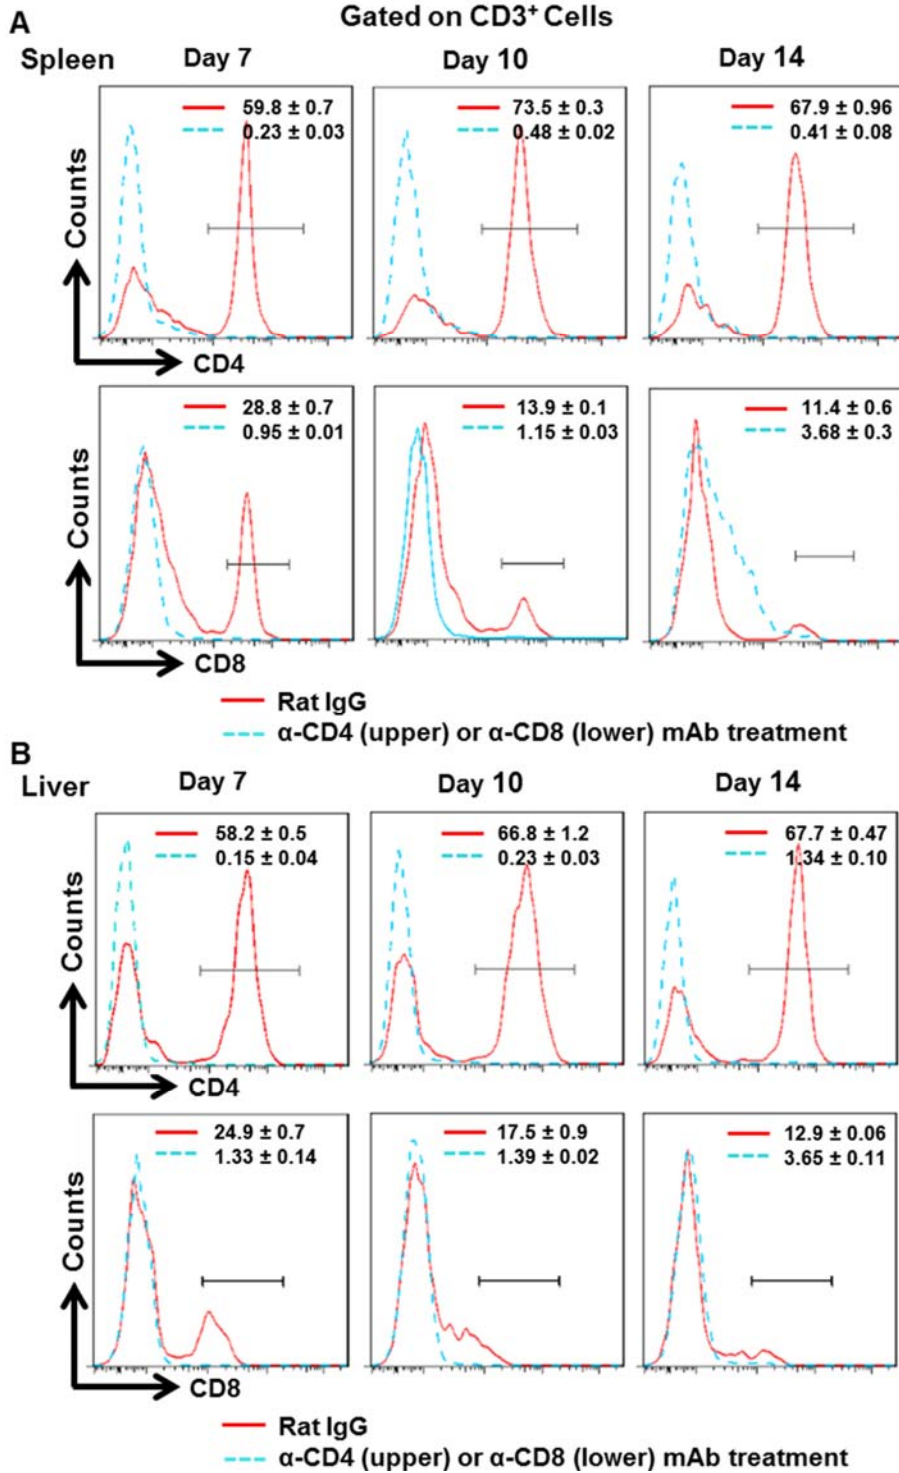 A
Gated on CD3⁺ Cells
Spleen
Day 7
Day 10
Day 14
59.8 ± 0.7
0.23 ± 0.03
73.5 ± 0.3
0.48 ± 0.02
67.9 ± 0.96
0.41 ± 0.08
Counts
CD4
28.8 ± 0.7
0.95 ± 0.01
13.9 ± 0.1
1.15 ± 0.03
11.4 ± 0.6
3.68 ± 0.3
Counts
CD8
Rat IgG
α-CD4 (upper) or α-CD8 (lower) mAb treatment
B
Liver
Day 7
Day 10
Day 14
58.2 ± 0.5
0.15 ± 0.04
66.8 ± 1.2
0.23 ± 0.03
67.7 ± 0.47
1.34 ± 0.10
Counts
CD4
24.9 ± 0.7
1.33 ± 0.14
17.5 ± 0.9
1.39 ± 0.02
12.9 ± 0.06
3.65 ± 0.11
Counts
CD8
Rat IgG
α-CD4 (upper) or α-CD8 (lower) mAb treatment